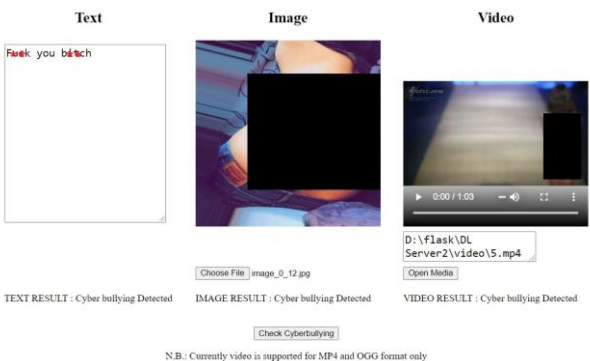 Text
Image
Video
Fuck you bitch
0:00 / 1:03
D:\flask\DL
Server2\video\5.mp4
Choose File image_0_12.jpg
Open Media
TEXT RESULT : Cyber bullying Detected
IMAGE RESULT : Cyber bullying Detected
VIDEO RESULT : Cyber bullying Detected
Check Cyberbullying
N.B.: Currently video is supported for MP4 and OGG format only